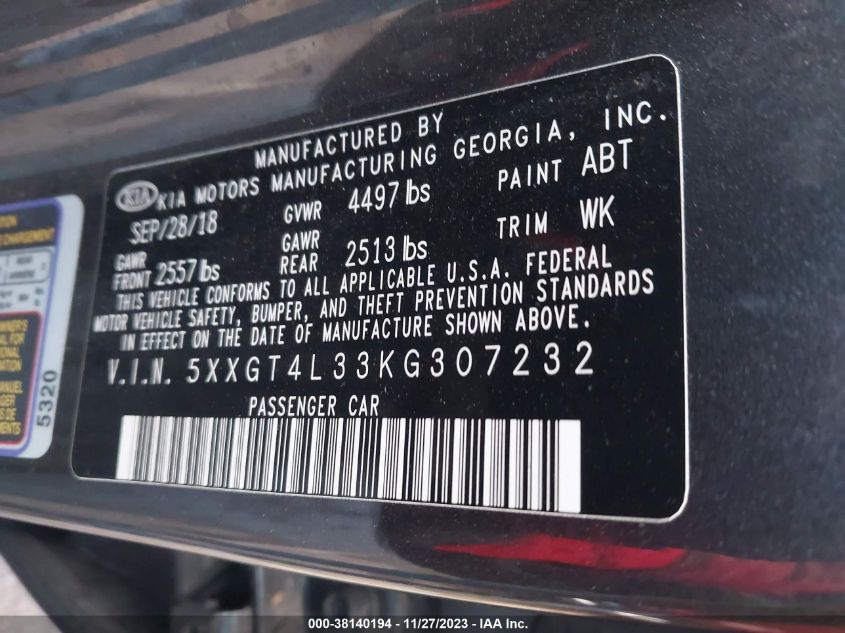 MANUFACTURED BY
KIA KIA MOTORS MANUFACTURING GEORGIA, INC.
SEP/28/18 GVWR 4497 lbs PAINT ABT
GAWR FRONT 2557 lbs GAWR REAR 2513 lbs TRIM WK
THIS VEHICLE CONFORMS TO ALL APPLICABLE U.S.A. FEDERAL
MOTOR VEHICLE SAFETY, BUMPER, AND THEFT PREVENTION STANDARDS
IN EFFECT ON THE DATE OF MANUFACTURE SHOWN ABOVE.
V.I.N. 5XXGT4L33KG307232
PASSENGER CAR
5320
000-38140194 - 11/27/2023 - IAA Inc.